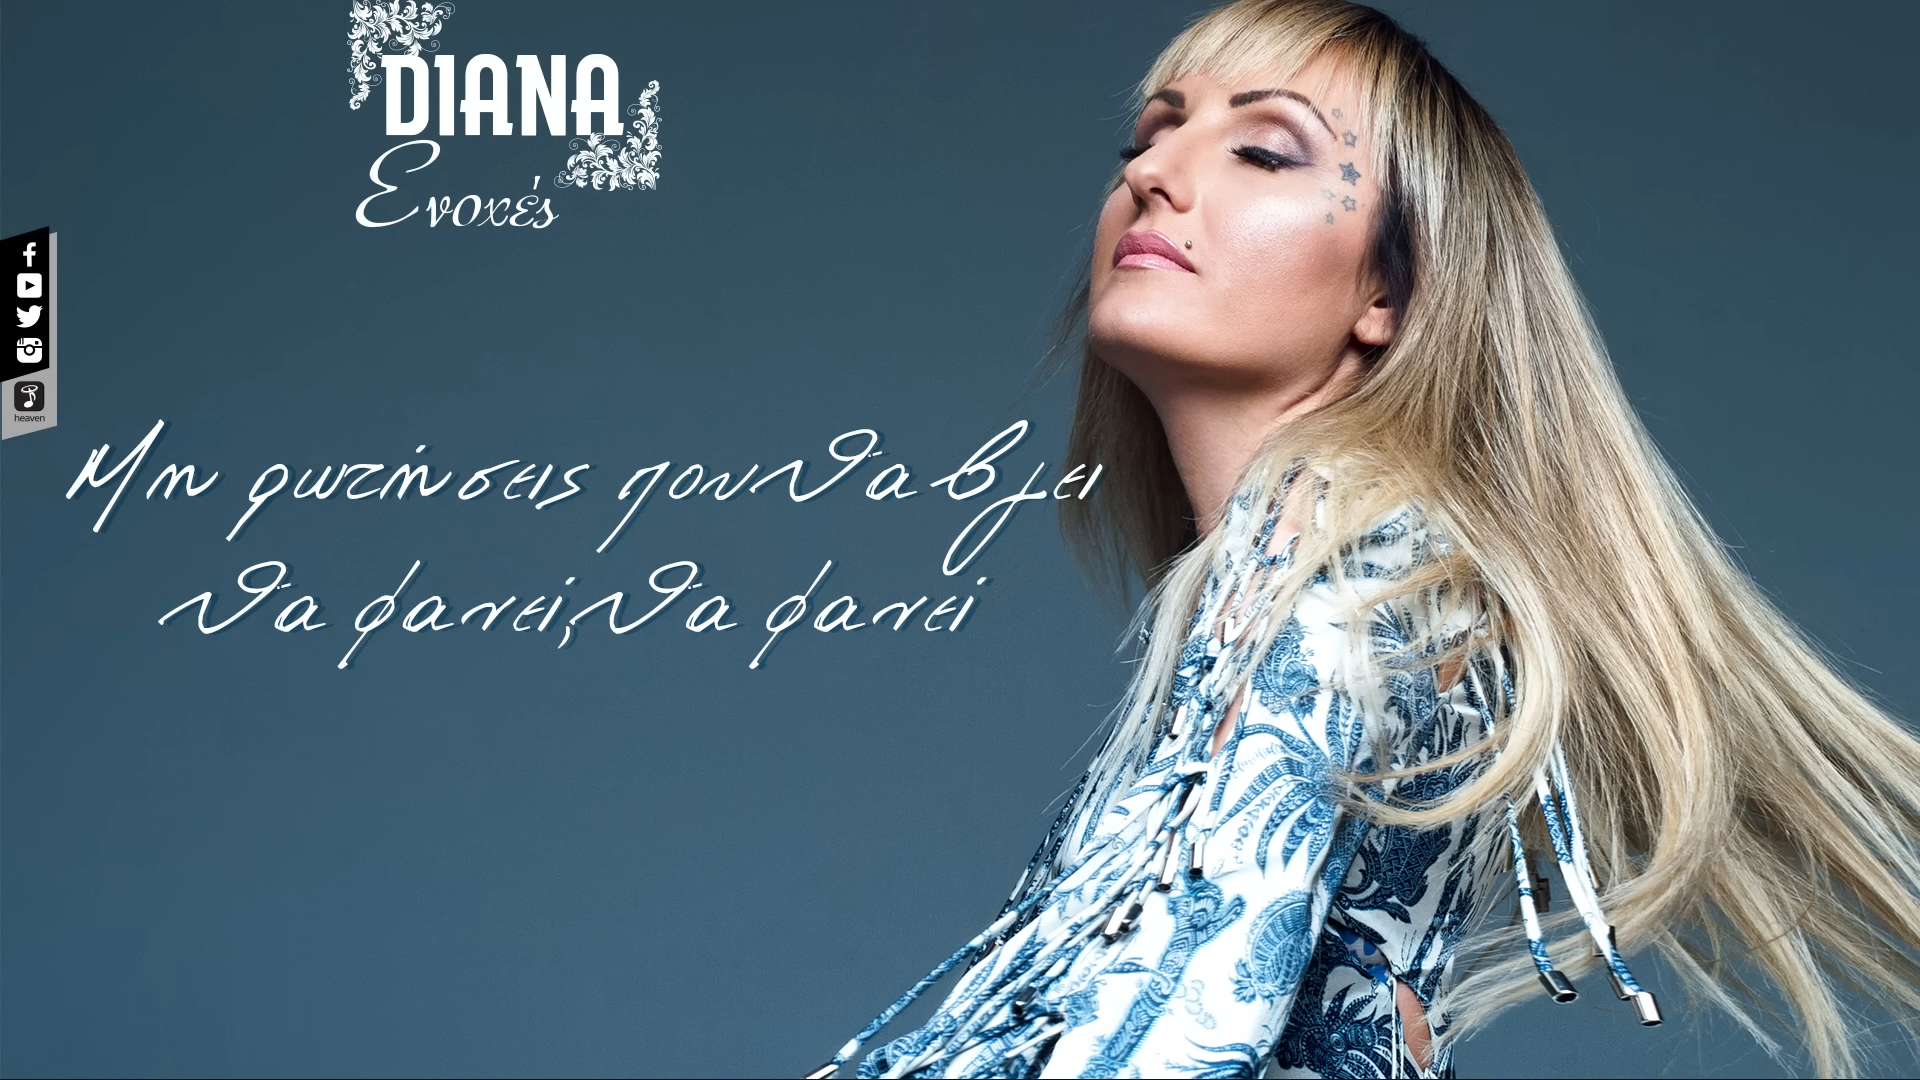 DIANA
Ενοχές
heaven
Μη ρωτήσεις που θα βγει
θα φανεί, θα φανεί